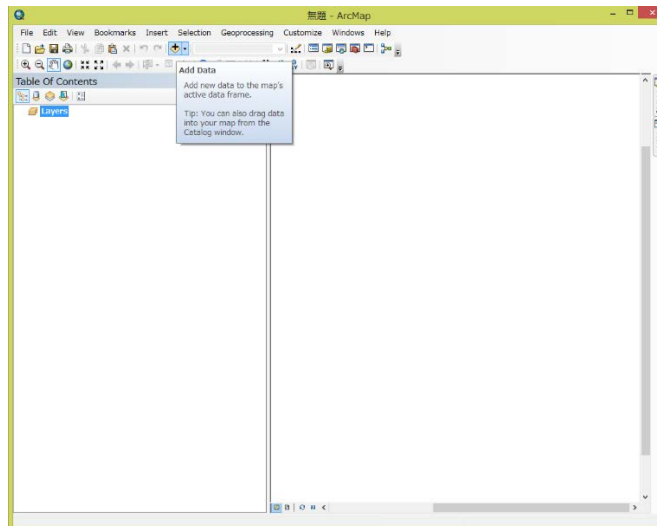 無題 - ArcMap
File Edit View Bookmarks Insert Selection Geoprocessing Customize Windows Help
Add Data
Add new data to the map's
active data frame.
Tip: You can also drag data
into your map from the
Catalog window.
Table Of Contents
Layers